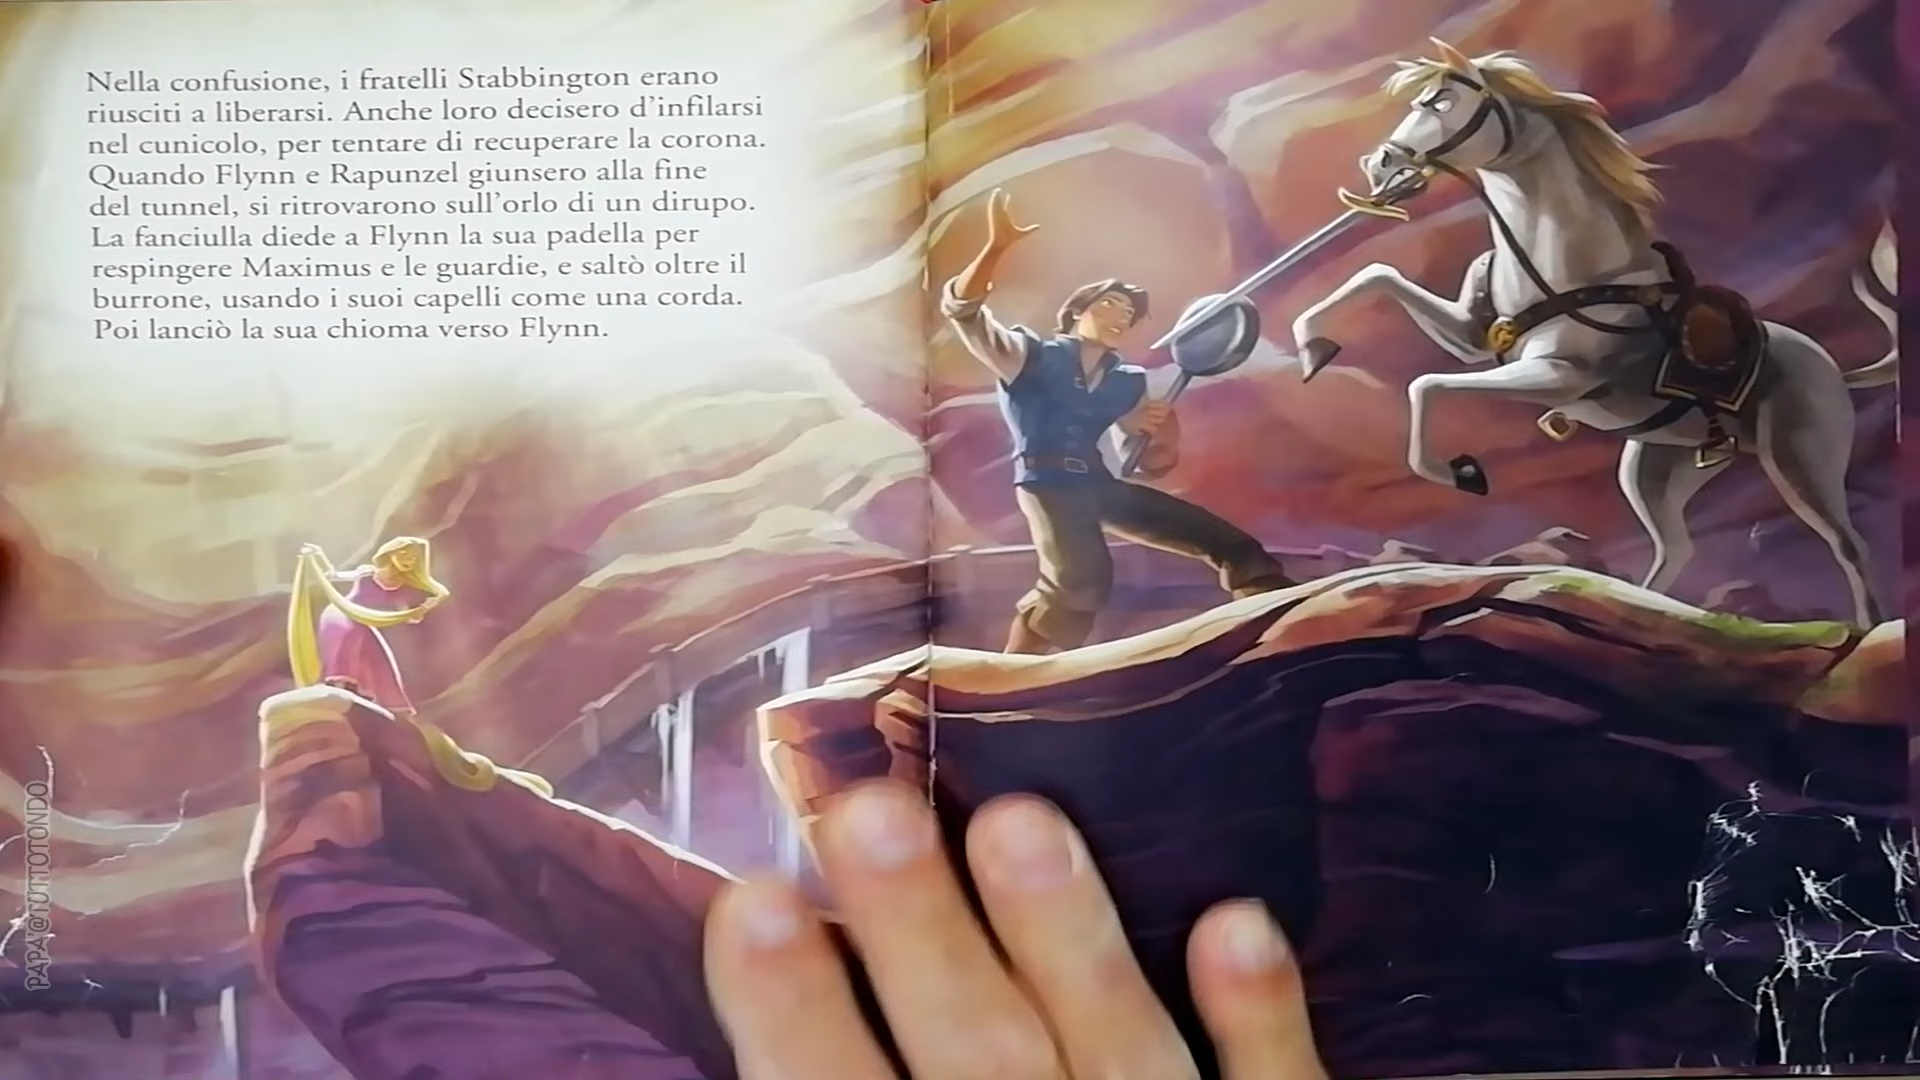 Nella confusione, i fratelli Stabbington erano
riusciti a liberarsi. Anche loro decisero d'infilarsi
nel cunicolo, per tentare di recuperare la corona.
Quando Flynn e Rapunzel giunsero alla fine
del tunnel, si ritrovarono sull'orlo di un dirupo.
La fanciulla diede a Flynn la sua padella per
respingere Maximus e le guardie, e saltò oltre il
burrone, usando i suoi capelli come una corda.
Poi lanciò la sua chioma verso Flynn.
PAPA'@TUTTOTONDO